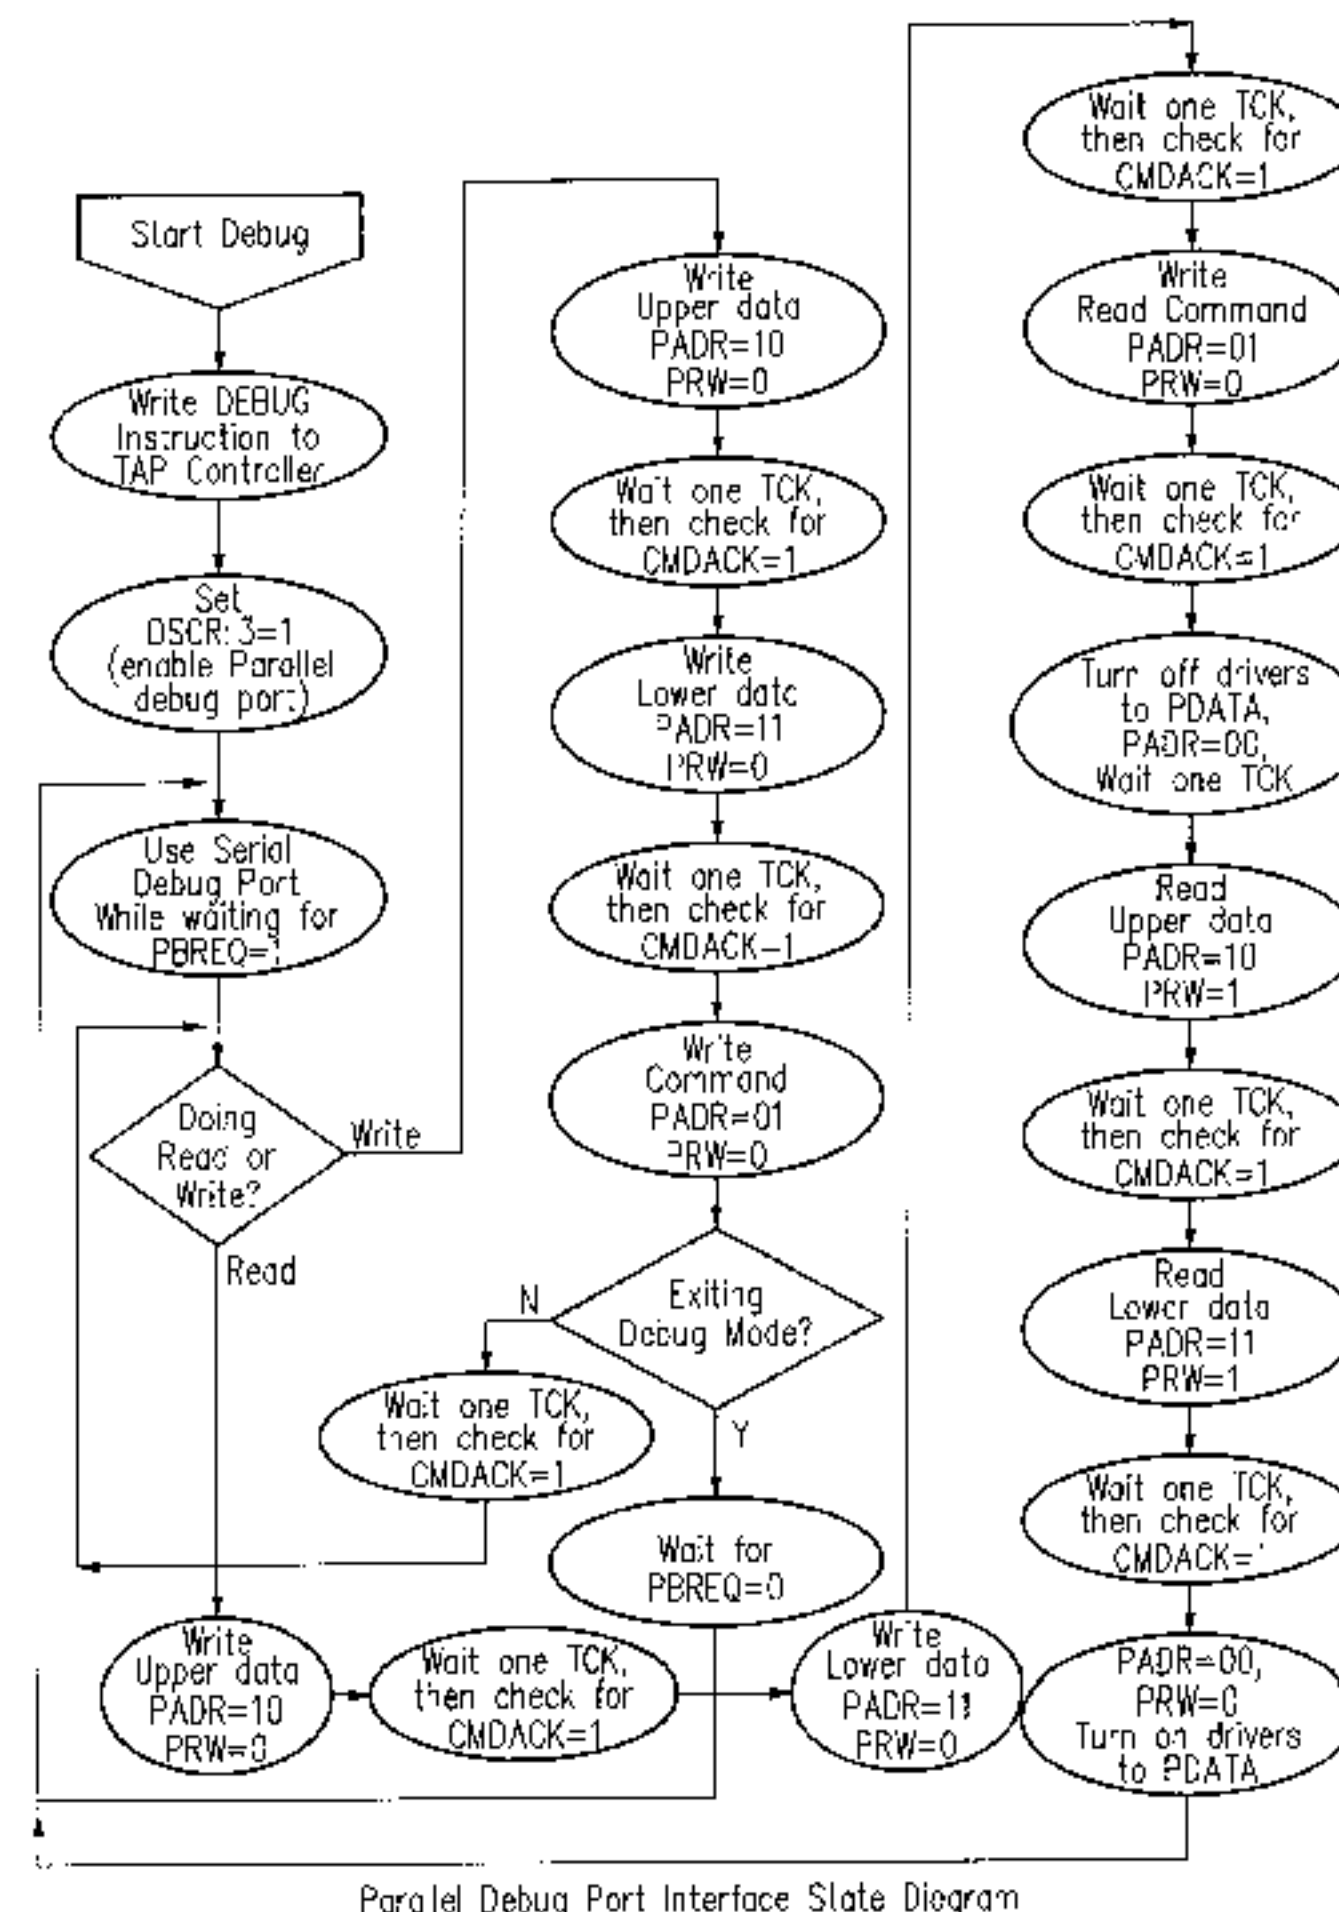 Start Debug
Write DEBUG
Instruction to
TAP Controller
Set
DSCR:3=1
(enable Parallel
debug port)
Use Serial
Debug Port
While waiting for
PBREQ=1
Doing
Read or
Write?
Write
Read
Write
Upper data
PADR=10
PRW=0
Wait one TCK,
then check for
CMDACK=1
Write
Lower data
PADR=11
PRW=0
Wait one TCK,
then check for
CMDACK=1
Write
Command
PADR=01
PRW=0
Exiting
Debug Mode?
N
Y
Wait one TCK,
then check for
CMDACK=1
Wait for
PBREQ=0
Write
Upper data
PADR=10
PRW=0
Wait one TCK,
then check for
CMDACK=1
Write
Lower data
PADR=11
PRW=0
Wait one TCK,
then check for
CMDACK=1
Write
Read Command
PADR=01
PRW=0
Wait one TCK,
then check for
CMDACK=1
Turn off drivers
to PDATA,
PADR=00,
Wait one TCK
Read
Upper data
PADR=10
PRW=1
Wait one TCK,
then check for
CMDACK=1
Read
Lower data
PADR=11
PRW=1
Wait one TCK,
then check for
CMDACK=1
PADR=00,
PRW=0
Turn on drivers
to PDATA
Parallel Debug Port Interface State Diagram